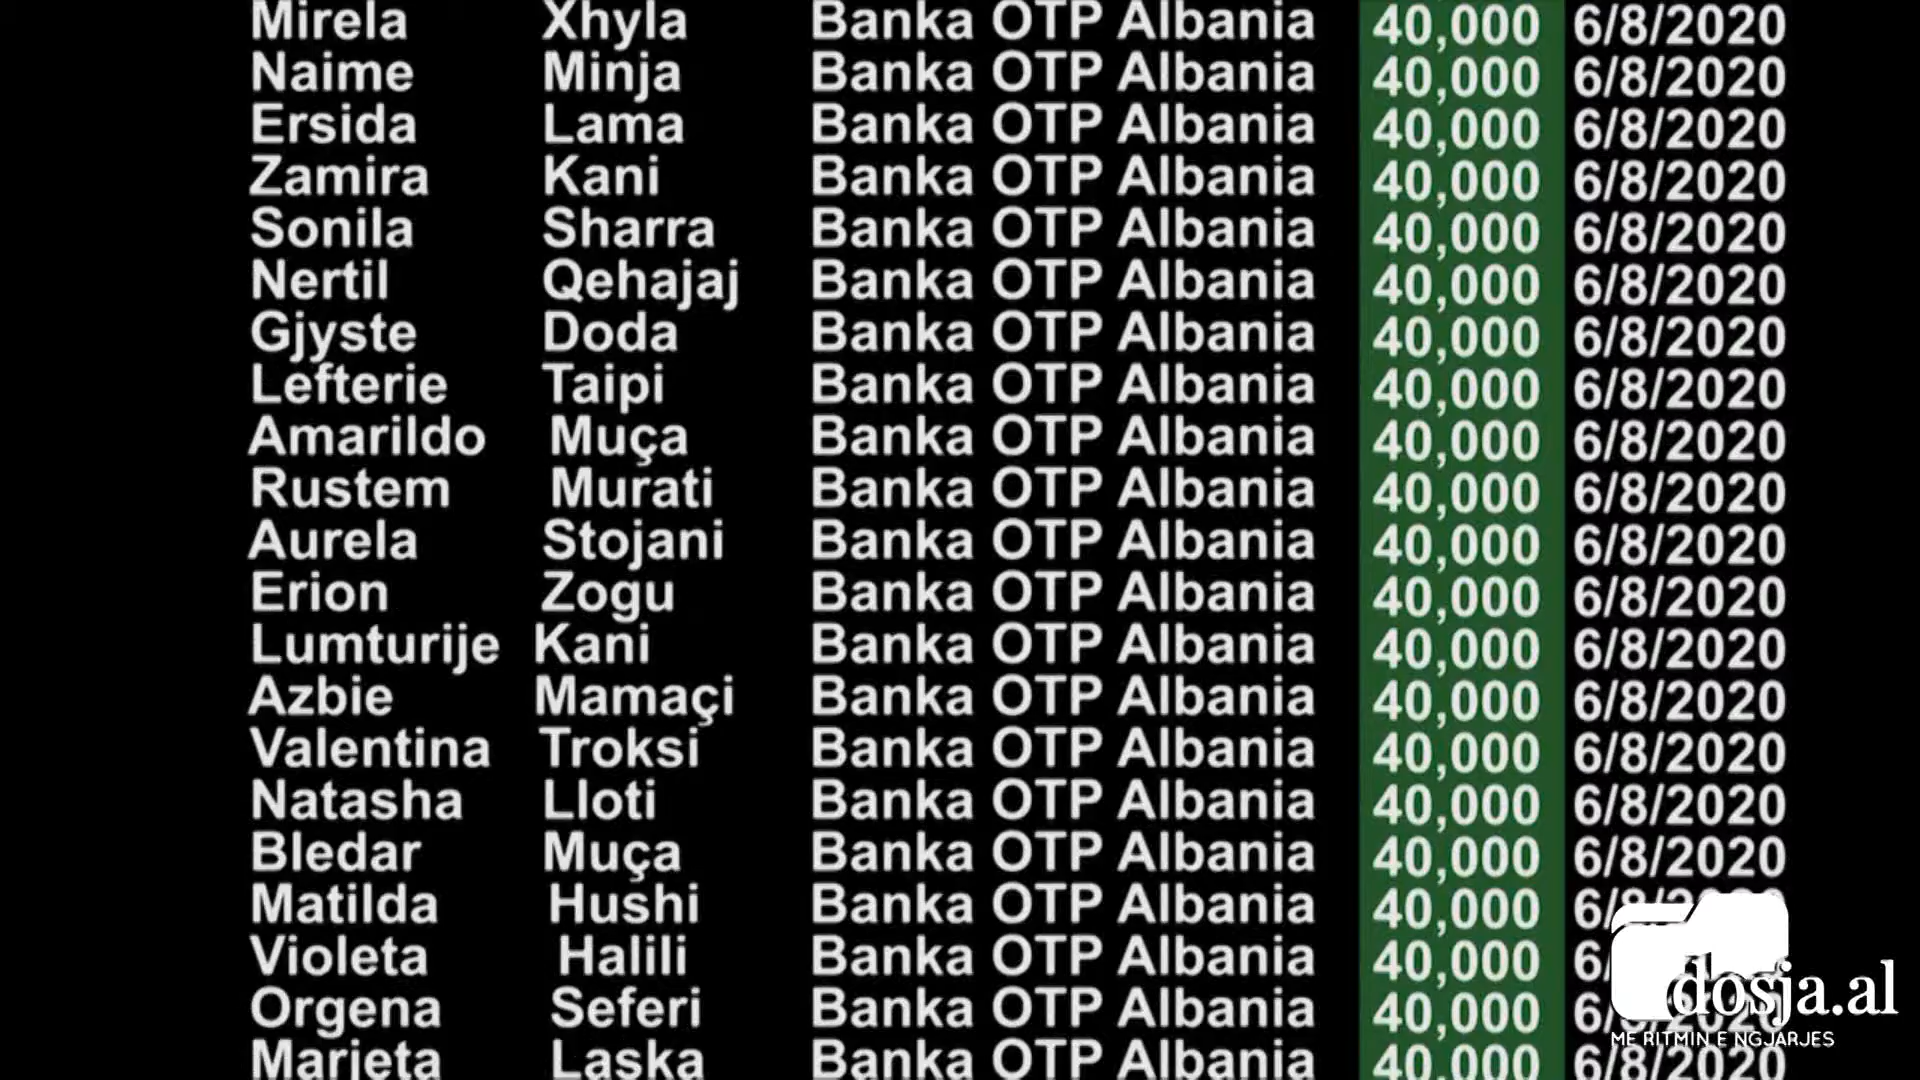 Mirela Xhyla Banka OTP Albania 40,000 6/8/2020
Naime Minja Banka OTP Albania 40,000 6/8/2020
Ersida Lama Banka OTP Albania 40,000 6/8/2020
Zamira Kani Banka OTP Albania 40,000 6/8/2020
Sonila Sharra Banka OTP Albania 40,000 6/8/2020
Nertil Qehajaj Banka OTP Albania 40,000 6/8/2020
Gjyste Doda Banka OTP Albania 40,000 6/8/2020
Lefterie Taipi Banka OTP Albania 40,000 6/8/2020
Amarildo Muça Banka OTP Albania 40,000 6/8/2020
Rustem Murati Banka OTP Albania 40,000 6/8/2020
Aurela Stojani Banka OTP Albania 40,000 6/8/2020
Erion Zogu Banka OTP Albania 40,000 6/8/2020
Lumturije Kani Banka OTP Albania 40,000 6/8/2020
Azbie Mamaçi Banka OTP Albania 40,000 6/8/2020
Valentina Troksi Banka OTP Albania 40,000 6/8/2020
Natasha Lloti Banka OTP Albania 40,000 6/8/2020
Bledar Muça Banka OTP Albania 40,000 6/8/2020
Matilda Hushi Banka OTP Albania 40,000
Violeta Halili Banka OTP Albania 40,000
Orgena Seferi Banka OTP Albania 40,000
Marjeta Laska Banka OTP Albania 40,000 6/8/2020
dosja.al
ME RITMIN E NGJARJES